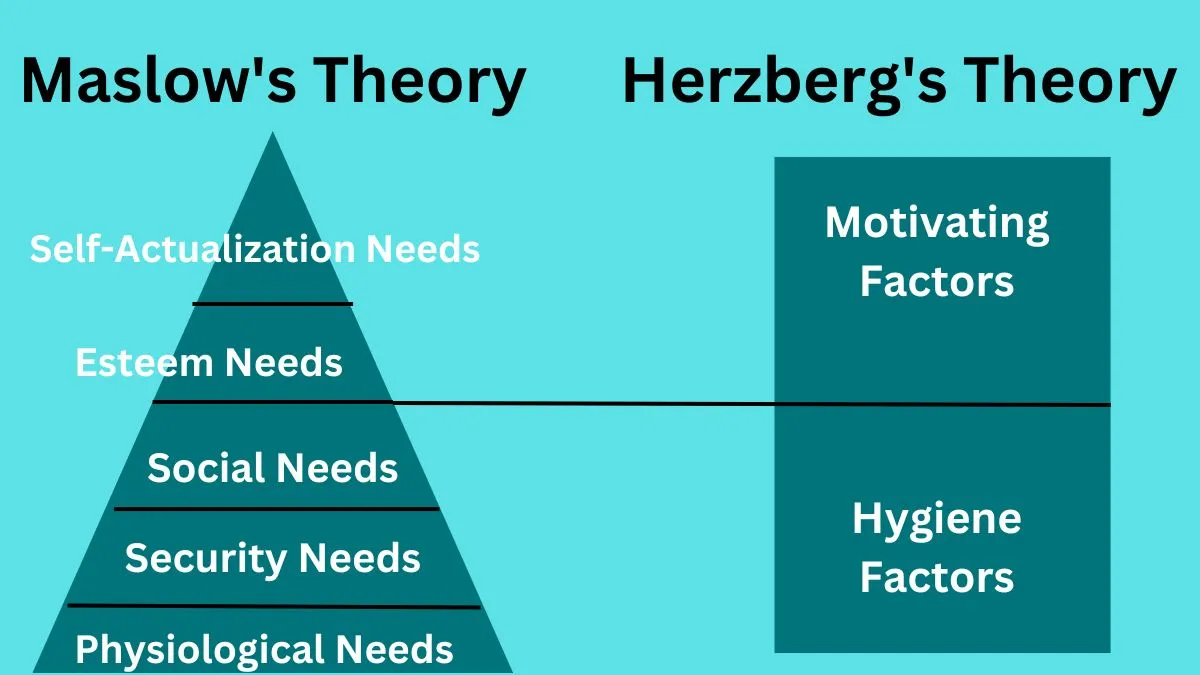 Maslow's Theory
Herzberg's Theory
Self-Actualization Needs
Esteem Needs
Social Needs
Security Needs
Physiological Needs
Motivating
Factors
Hygiene
Factors